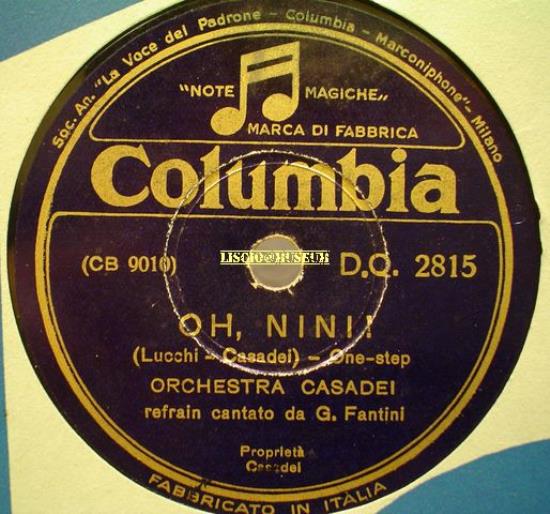 Soc. An. "La Voce del Padrone - Columbia - Marconiphone" - Milano
"NOTE MAGICHE"
MARCA DI FABBRICA
Columbia
(CB 9010)
LISCIO@MUSEUM
D.Q. 2815
OH, NINI!
(Lucchi - Casadei) - One-step
ORCHESTRA CASADEI
refrain cantato da G. Fantini
Proprietà
Casadei
FABBRICATO IN ITALIA